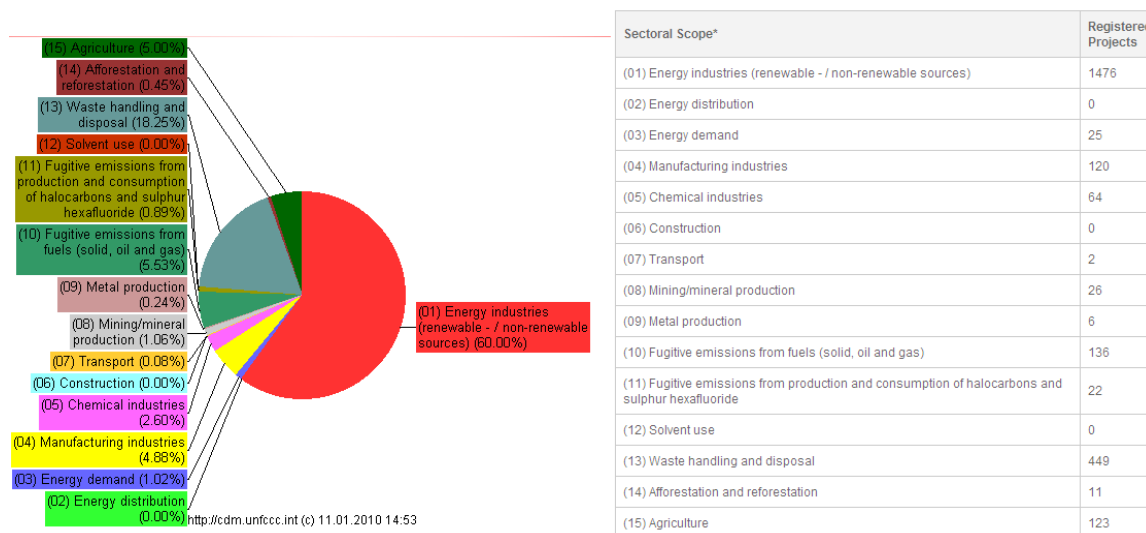 (15) Agriculture (5.00%)
(14) Afforestation and
reforestation (0.45%)
(13) Waste handling and
disposal (18.25%)
(12) Solvent use (0.00%)
(11) Fugitive emissions from
production and consumption
of halocarbons and sulphur
hexafluoride (0.89%)
(10) Fugitive emissions from
fuels (solid, oil and gas)
(5.53%)
(09) Metal production
(0.24%)
(08) Mining/mineral
production (1.06%)
(07) Transport (0.08%)
(06) Construction (0.00%)
(05) Chemical industries
(2.60%)
(04) Manufacturing industries
(4.88%)
(03) Energy demand (1.02%)
(02) Energy distribution
(0.00%)
(01) Energy industries
(renewable - / non-renewable
sources) (60.00%)
http://cdm.unfccc.int (c) 11.01.2010 14:53
Sectoral Scope* Registered
Projects
(01) Energy industries (renewable - / non-renewable sources) 1476
(02) Energy distribution 0
(03) Energy demand 25
(04) Manufacturing industries 120
(05) Chemical industries 64
(06) Construction 0
(07) Transport 2
(08) Mining/mineral production 26
(09) Metal production 6
(10) Fugitive emissions from fuels (solid, oil and gas) 136
(11) Fugitive emissions from production and consumption of halocarbons and
sulphur hexafluoride 22
(12) Solvent use 0
(13) Waste handling and disposal 449
(14) Afforestation and reforestation 11
(15) Agriculture 123